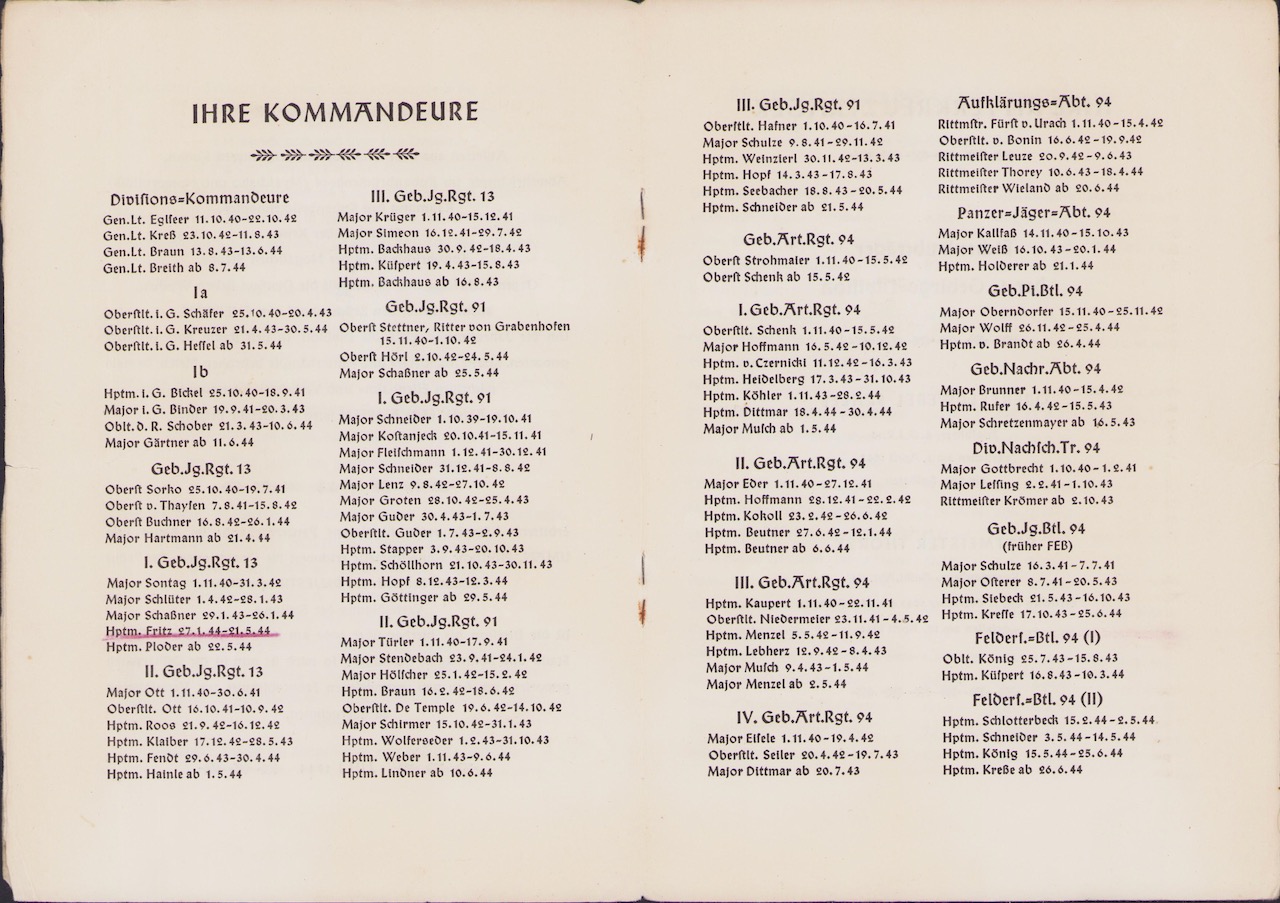 IHRE KOMMANDEURE
Divisions=Kommandeure
Gen.Lt. Eglseer 11.10.40-22.10.42
Gen.Lt. Kreß 23.10.42-11.8.43
Gen.Lt. Braun 13.8.43-13.6.44
Gen.Lt. Breith ab 8.7.44
Ia
Oberstlt. i. G. Schäfer 25.10.40-20.4.43
Oberstlt. i. G. Kreuzer 21.4.43-30.5.44
Oberstlt. i. G. Hessel ab 31.5.44
Ib
Hptm. i. G. Bickel 25.10.40-18.9.41
Major i. G. Binder 19.9.41-20.3.43
Oblt. d. R. Schober 21.3.43-10.6.44
Major Gärtner ab 11.6.44
Geb.Jg.Rgt. 13
Oberst Sorko 25.10.40-19.7.41
Oberst v. Thaysen 7.8.41-15.8.42
Oberst Buchner 16.8.42-26.1.44
Major Hartmann ab 21.4.44
I. Geb.Jg.Rgt. 13
Major Sontag 1.11.40-31.3.42
Major Schlüter 1.4.42-28.1.43
Major Schaßner 29.1.43-26.1.44
Hptm. Fritz 27.1.44-21.5.44
Hptm. Ploder ab 22.5.44
II. Geb.Jg.Rgt. 13
Major Ott 1.11.40-30.6.41
Oberstlt. Ott 16.10.41-10.9.42
Hptm. Roos 21.9.42-16.12.42
Hptm. Klaiber 17.12.42-28.5.43
Hptm. Fendt 29.6.43-30.4.44
Hptm. Hainle ab 1.5.44
III. Geb.Jg.Rgt. 13
Major Krüger 1.11.40-15.12.41
Major Simeon 16.12.41-29.7.42
Hptm. Backhaus 30.9.42-18.4.43
Hptm. Küspert 19.4.43-15.8.43
Hptm. Backhaus ab 16.8.43
Geb.Jg.Rgt. 91
Oberst Stettner, Ritter von Grabenhofen
15.11.40-1.10.42
Oberst Hörl 2.10.42-24.5.44
Major Schaßner ab 25.5.44
I. Geb.Jg.Rgt. 91
Major Schneider 1.10.39-19.10.41
Major Kostanjeck 20.10.41-15.11.41
Major Fleischmann 1.12.41-30.12.41
Major Schneider 31.12.41-8.8.42
Major Lenz 9.8.42-27.10.42
Major Groten 28.10.42-25.4.43
Major Guder 30.4.43-1.7.43
Oberstlt. Guder 1.7.43-2.9.43
Hptm. Stapper 3.9.43-20.10.43
Hptm. Schöllhorn 21.10.43-30.11.43
Hptm. Hopf 8.12.43-12.3.44
Hptm. Göttinger ab 29.5.44
II. Geb.Jg.Rgt. 91
Major Türler 1.11.40-17.9.41
Major Stendebach 23.9.41-24.1.42
Major Hölscher 25.1.42-15.2.42
Hptm. Braun 16.2.42-18.6.42
Oberstlt. De Temple 19.6.42-14.10.42
Major Schirmer 15.10.42-31.1.43
Hptm. Wolferseder 1.2.43-31.10.43
Hptm. Weber 1.11.43-9.6.44
Hptm. Lindner ab 10.6.44
III. Geb.Jg.Rgt. 91
Oberstlt. Hafner 1.10.40-16.7.41
Major Schulze 9.8.41-29.11.42
Hptm. Weinzierl 30.11.42-13.3.43
Hptm. Hopf 14.3.43-17.8.43
Hptm. Seebacher 18.8.43-20.5.44
Hptm. Schneider ab 21.5.44
Geb.Art.Rgt. 94
Oberst Strohmaier 1.11.40-15.5.42
Oberst Schenk ab 15.5.42
I. Geb.Art.Rgt. 94
Oberstlt. Schenk 1.11.40-15.5.42
Major Hoffmann 16.5.42-10.12.42
Hptm. v. Czernicki 11.12.42-16.3.43
Hptm. Heidelberg 17.3.43-31.10.43
Hptm. Köhler 1.11.43-28.2.44
Hptm. Dittmar 18.4.44-30.4.44
Major Musch ab 1.5.44
II. Geb.Art.Rgt. 94
Major Eder 1.11.40-27.12.41
Hptm. Hoffmann 28.12.41-22.2.42
Hptm. Kokoll 23.2.42-26.6.42
Hptm. Beutner 27.6.42-12.1.44
Hptm. Beutner ab 6.6.44
III. Geb.Art.Rgt. 94
Hptm. Kaupert 1.11.40-22.11.41
Oberstlt. Niedermeier 23.11.41-4.5.42
Hptm. Menzel 5.5.42-11.9.42
Hptm. Lebherz 12.9.42-8.4.43
Major Musch 9.4.43-1.5.44
Major Menzel ab 2.5.44
IV. Geb.Art.Rgt. 94
Major Eisele 1.11.40-19.4.42
Oberstlt. Seiler 20.4.42-19.7.43
Major Dittmar ab 20.7.43
Aufklärungs=Abt. 94
Rittmstr. Fürst v. Urach 1.11.40-15.4.42
Oberstlt. v. Bonin 16.6.42-19.9.42
Rittmeister Leuze 20.9.42-9.6.43
Rittmeister Thorey 10.6.43-18.4.44
Rittmeister Wieland ab 20.6.44
Panzer=Jäger=Abt. 94
Major Kallfaß 14.11.40-15.10.43
Major Weiß 16.10.43-20.1.44
Hptm. Holderer ab 21.1.44
Geb.Pi.Btl. 94
Major Oberndorfer 15.11.40-25.11.42
Major Wolff 26.11.42-25.4.44
Hptm. v. Brandt ab 26.4.44
Geb.Nachr.Abt. 94
Major Brunner 1.11.40-15.4.42
Hptm. Rufer 16.4.42-15.5.43
Major Schretzenmayer ab 16.5.43
Div.Nachsch.Tr. 94
Major Gottbrecht 1.10.40-1.2.41
Major Lessing 2.2.41-1.10.43
Rittmeister Krömer ab 2.10.43
Geb.Jg.Btl. 94
(früher FEB)
Major Schulze 16.3.41-7.7.41
Major Osterer 8.7.41-20.5.43
Hptm. Siebeck 21.5.43-16.10.43
Hptm. Kresse 17.10.43-25.6.44
Felders.=Btl. 94 (I)
Oblt. König 25.7.43-15.8.43
Hptm. Küspert 16.8.43-10.3.44
Felders.=Btl. 94 (II)
Hptm. Schlotterbeck 15.2.44-2.5.44
Hptm. Schneider 3.5.44-14.5.44
Hptm. König 15.5.44-25.6.44
Hptm. Kreße ab 26.6.44